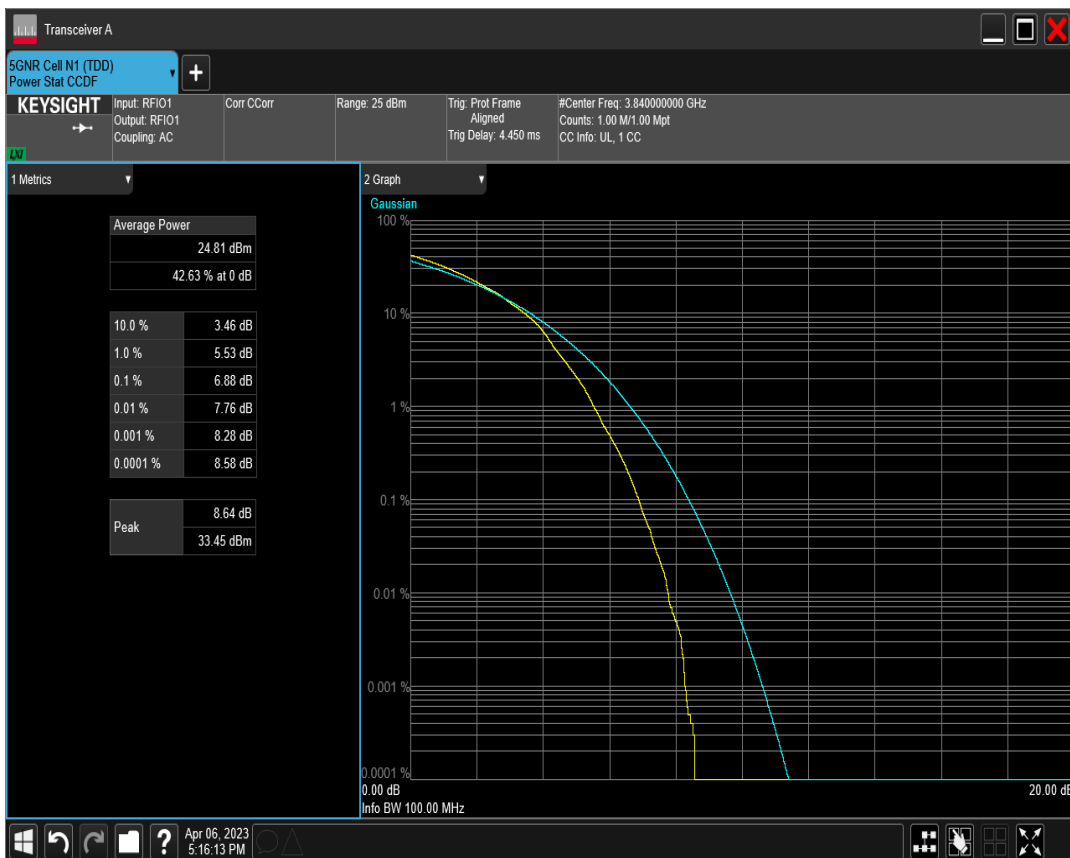 Transceiver A
5GNR Cell N1 (TDD)
Power Stat CCDF
KEYSIGHT
LXI
Input: RFIO1
Output: RFIO1
Coupling: AC
Corr CCorr
Range: 25 dBm
Trig: Prot Frame
Aligned
Trig Delay: 4.450 ms
#Center Freq: 3.840000000 GHz
Counts: 1.00 M/1.00 Mpt
CC Info: UL, 1 CC
1 Metrics
Average Power
24.81 dBm
42.63 % at 0 dB
10.0 % 3.46 dB
1.0 % 5.53 dB
0.1 % 6.88 dB
0.01 % 7.76 dB
0.001 % 8.28 dB
0.0001 % 8.58 dB
Peak
8.64 dB
33.45 dBm
2 Graph
Gaussian
100 %
10 %
1 %
0.1 %
0.01 %
0.001 %
0.0001 %
0.00 dB 20.00 dB
Info BW 100.00 MHz
?
Apr 06, 2023
5:16:13 PM